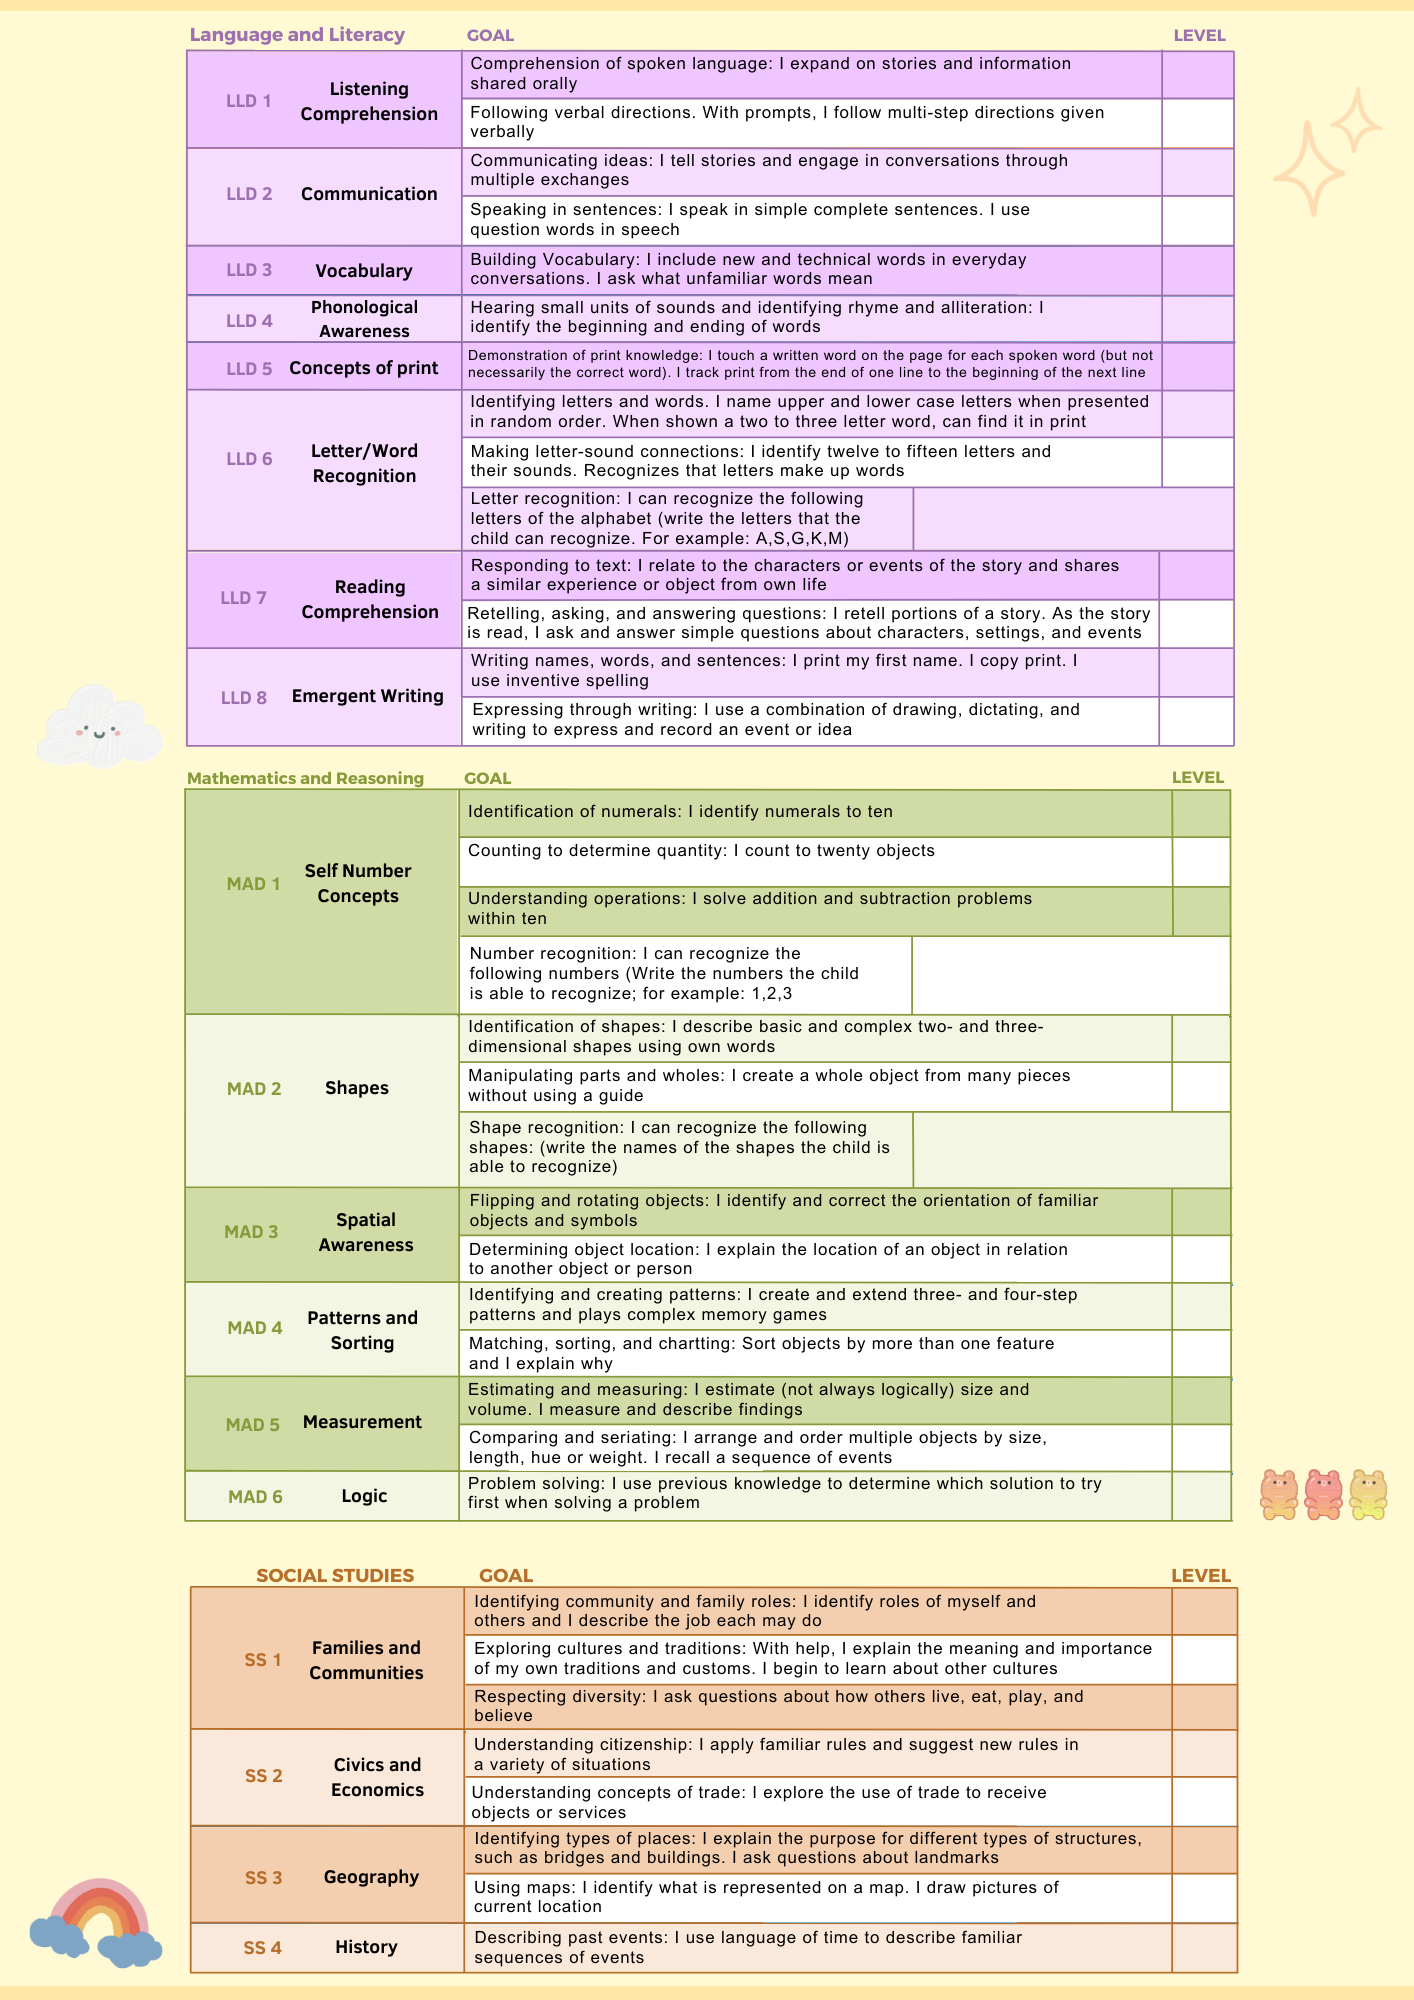 Language and Literacy GOAL LEVEL
LLD 1
Listening
Comprehension
Comprehension of spoken language: I expand on stories and information
shared orally
Following verbal directions. With prompts, I follow multi-step directions given
verbally
LLD 2
Communication
Communicating ideas: I tell stories and engage in conversations through
multiple exchanges
Speaking in sentences: I speak in simple complete sentences. I use
question words in speech
LLD 3
Vocabulary
Building Vocabulary: I include new and technical words in everyday
conversations. I ask what unfamiliar words mean
LLD 4
Phonological
Awareness
Hearing small units of sounds and identifying rhyme and alliteration: I
identify the beginning and ending of words
LLD 5
Concepts of print
Demonstration of print knowledge: I touch a written word on the page for each spoken word (but not
necessarily the correct word). I track print from the end of one line to the beginning of the next line
LLD 6
Letter/Word
Recognition
Identifying letters and words. I name upper and lower case letters when presented
in random order. When shown a two to three letter word, can find it in print
Making letter-sound connections: I identify twelve to fifteen letters and
their sounds. Recognizes that letters make up words
Letter recognition: I can recognize the following
letters of the alphabet (write the letters that the
child can recognize. For example: A,S,G,K,M)
LLD 7
Reading
Comprehension
Responding to text: I relate to the characters or events of the story and shares
a similar experience or object from own life
Retelling, asking, and answering questions: I retell portions of a story. As the story
is read, I ask and answer simple questions about characters, settings, and events
LLD 8
Emergent Writing
Writing names, words, and sentences: I print my first name. I copy print. I
use inventive spelling
Expressing through writing: I use a combination of drawing, dictating, and
writing to express and record an event or idea
Mathematics and Reasoning GOAL LEVEL
MAD 1
Self Number
Concepts
Identification of numerals: I identify numerals to ten
Counting to determine quantity: I count to twenty objects
Understanding operations: I solve addition and subtraction problems
within ten
Number recognition: I can recognize the
following numbers (Write the numbers the child
is able to recognize; for example: 1,2,3
MAD 2
Shapes
Identification of shapes: I describe basic and complex two- and three-
dimensional shapes using own words
Manipulating parts and wholes: I create a whole object from many pieces
without using a guide
Shape recognition: I can recognize the following
shapes: (write the names of the shapes the child is
able to recognize)
MAD 3
Spatial
Awareness
Flipping and rotating objects: I identify and correct the orientation of familiar
objects and symbols
Determining object location: I explain the location of an object in relation
to another object or person
MAD 4
Patterns and
Sorting
Identifying and creating patterns: I create and extend three- and four-step
patterns and plays complex memory games
Matching, sorting, and chartting: Sort objects by more than one feature
and I explain why
MAD 5
Measurement
Estimating and measuring: I estimate (not always logically) size and
volume. I measure and describe findings
Comparing and seriating: I arrange and order multiple objects by size,
length, hue or weight. I recall a sequence of events
MAD 6
Logic
Problem solving: I use previous knowledge to determine which solution to try
first when solving a problem
SOCIAL STUDIES GOAL LEVEL
SS 1
Families and
Communities
Identifying community and family roles: I identify roles of myself and
others and I describe the job each may do
Exploring cultures and traditions: With help, I explain the meaning and importance
of my own traditions and customs. I begin to learn about other cultures
Respecting diversity: I ask questions about how others live, eat, play, and
believe
SS 2
Civics and
Economics
Understanding citizenship: I apply familiar rules and suggest new rules in
a variety of situations
Understanding concepts of trade: I explore the use of trade to receive
objects or services
SS 3
Geography
Identifying types of places: I explain the purpose for different types of structures,
such as bridges and buildings. I ask questions about landmarks
Using maps: I identify what is represented on a map. I draw pictures of
current location
SS 4
History
Describing past events: I use language of time to describe familiar
sequences of events